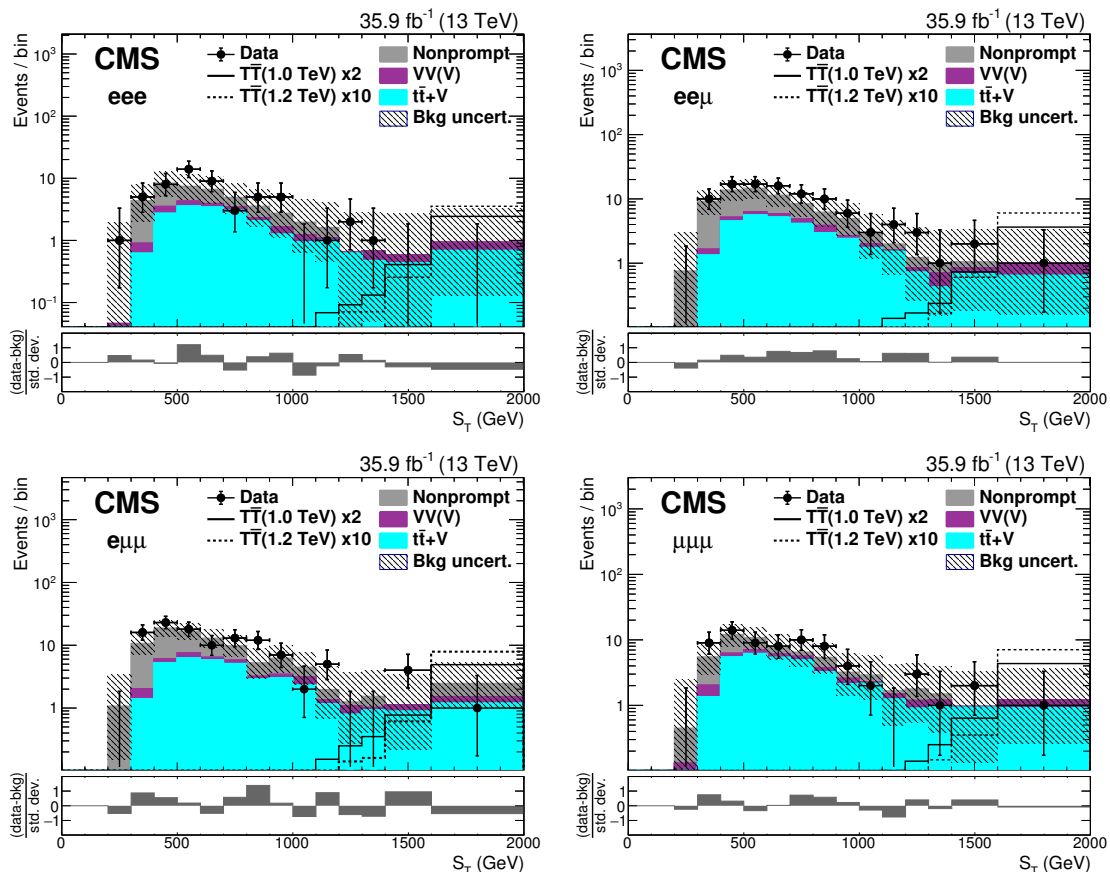 35.9 fb⁻¹ (13 TeV)
CMS
eee
Data
TT̄(1.0 TeV) x2
TT̄(1.2 TeV) x10
Nonprompt
VV(V)
tt̄+V
Bkg uncert.
Events / bin
10³
10²
10
1
10⁻¹
(data-bkg)
std. dev.
1
0
−1
0 500 1000 1500 2000
S_T (GeV)
35.9 fb⁻¹ (13 TeV)
CMS
eeμ
Data
TT̄(1.0 TeV) x2
TT̄(1.2 TeV) x10
Nonprompt
VV(V)
tt̄+V
Bkg uncert.
Events / bin
10³
10²
10
1
(data-bkg)
std. dev.
1
0
−1
0 500 1000 1500 2000
S_T (GeV)
35.9 fb⁻¹ (13 TeV)
CMS
eμμ
Data
TT̄(1.0 TeV) x2
TT̄(1.2 TeV) x10
Nonprompt
VV(V)
tt̄+V
Bkg uncert.
Events / bin
10³
10²
10
1
(data-bkg)
std. dev.
1
0
−1
0 500 1000 1500 2000
S_T (GeV)
35.9 fb⁻¹ (13 TeV)
CMS
μμμ
Data
TT̄(1.0 TeV) x2
TT̄(1.2 TeV) x10
Nonprompt
VV(V)
tt̄+V
Bkg uncert.
Events / bin
10³
10²
10
1
(data-bkg)
std. dev.
1
0
−1
0 500 1000 1500 2000
S_T (GeV)